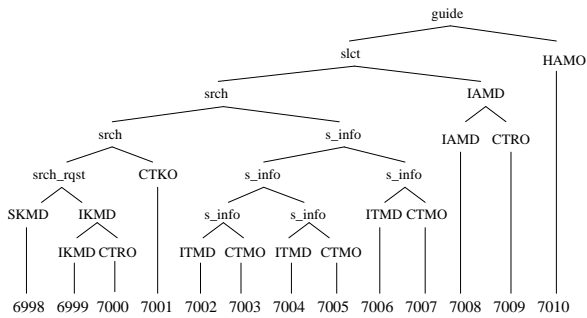 guide
slct HAMO
srch IAMD
srch s_info IAMD CTRO
srch_rqst CTKO s_info s_info
SKMD IKMD s_info s_info ITMD CTMO
IKMD CTRO ITMD CTMO ITMD CTMO
6998 6999 7000 7001 7002 7003 7004 7005 7006 7007 7008 7009 7010